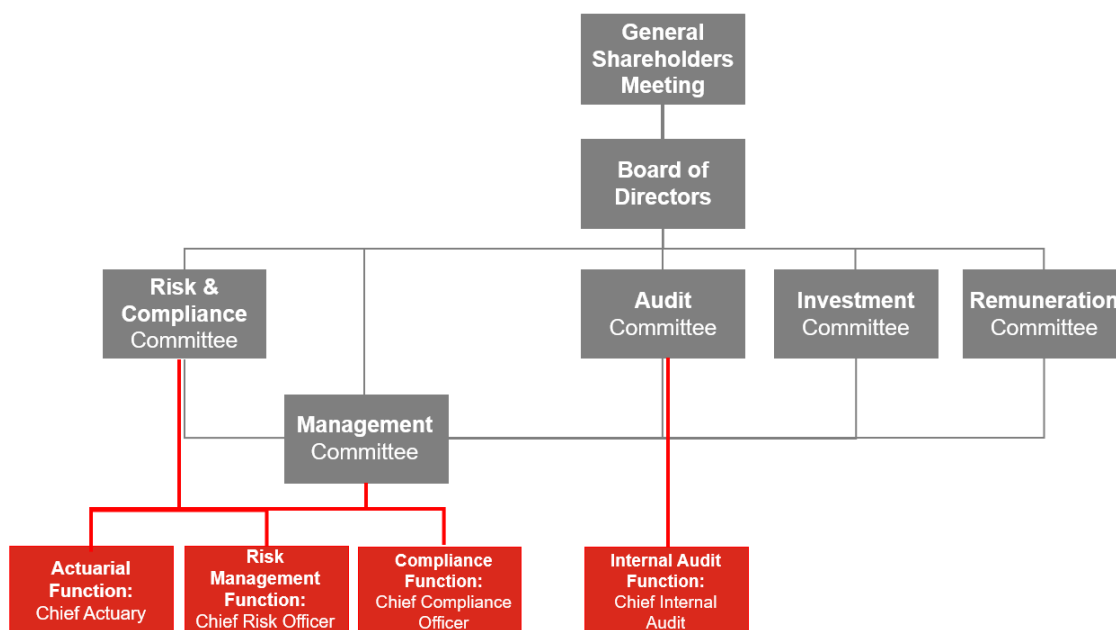 General
Shareholders
Meeting
Board of
Directors
Risk &
Compliance
Committee
Audit
Committee
Investment
Committee
Remuneration
Committee
Management
Committee
Actuarial
Function:
Chief Actuary
Risk
Management
Function:
Chief Risk Officer
Compliance
Function:
Chief Compliance
Officer
Internal Audit
Function:
Chief Internal
Audit